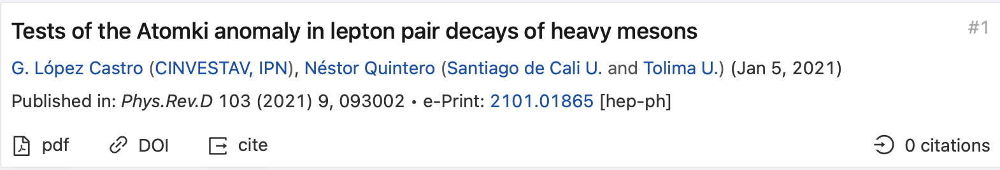 Tests of the Atomki anomaly in lepton pair decays of heavy mesons #1
G. López Castro (CINVESTAV, IPN), Néstor Quintero (Santiago de Cali U. and Tolima U.) (Jan 5, 2021)
Published in: Phys.Rev.D 103 (2021) 9, 093002 • e-Print: 2101.01865 [hep-ph]
pdf DOI cite 0 citations